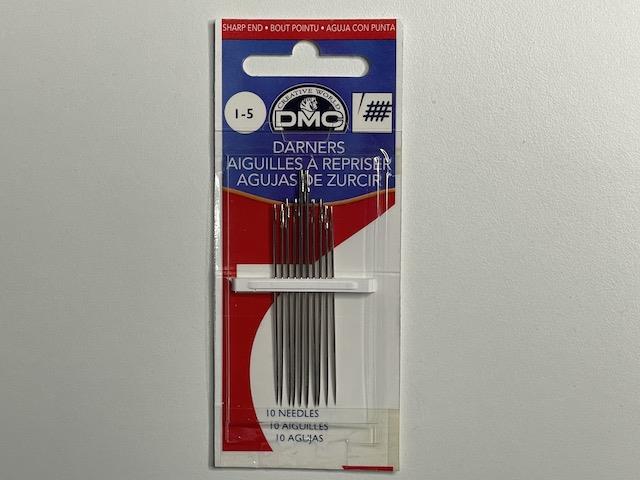 SHARP END • BOUT POINTU • AGUJA CON PUNTA
1-5
CREATIVE WORLD
DMC
DARNERS
AIGUILLES À REPRISER
AGUJAS DE ZURCIR
10 NEEDLES
10 AIGUILLES
10 AGUJAS